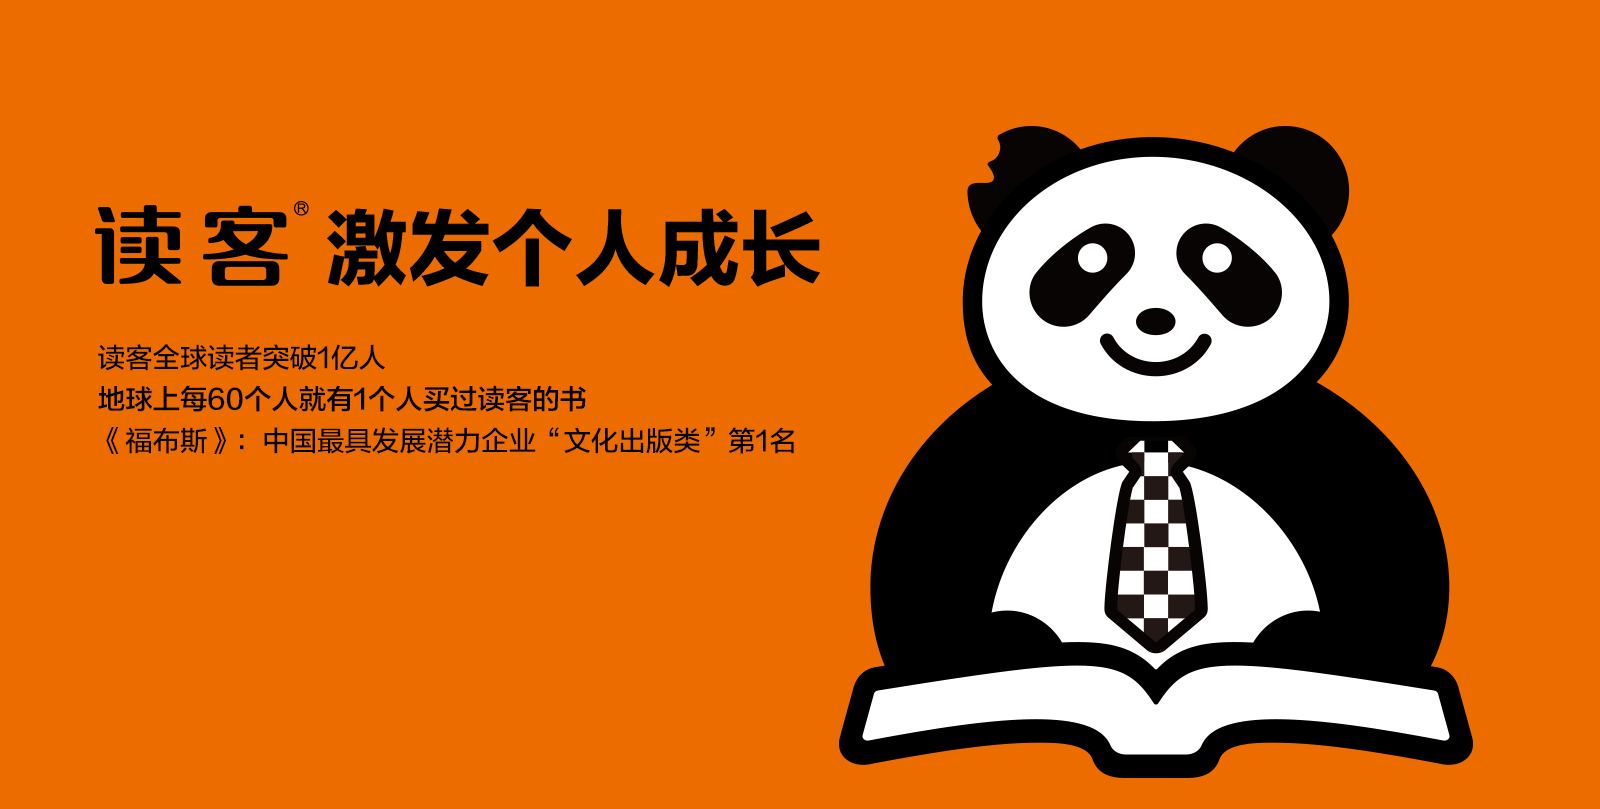 读客® 激发个人成长
读客全球读者突破1亿人
地球上每60个人就有1个人买过读客的书
《福布斯》：中国最具发展潜力企业“文化出版类”第1名